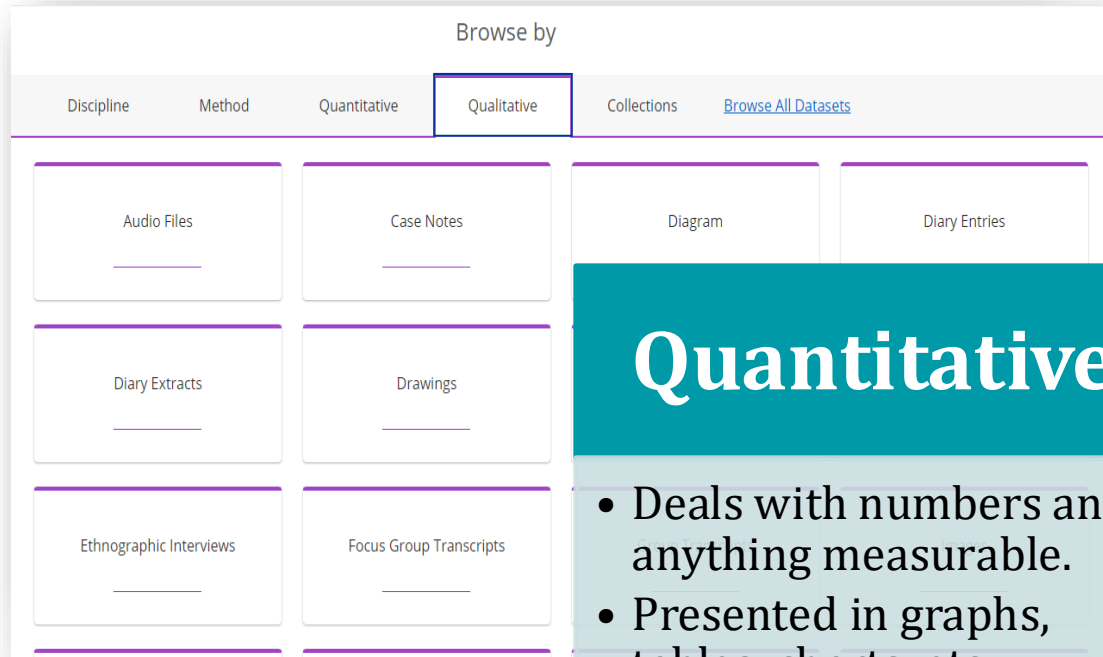 Browse by
Discipline Method Quantitative Qualitative Collections Browse All Datasets
Audio Files Case Notes Diagram Diary Entries
Diary Extracts Drawings
Quantitative
Ethnographic Interviews Focus Group Transcripts
• Deals with numbers an
anything measurable.
• Presented in graphs,